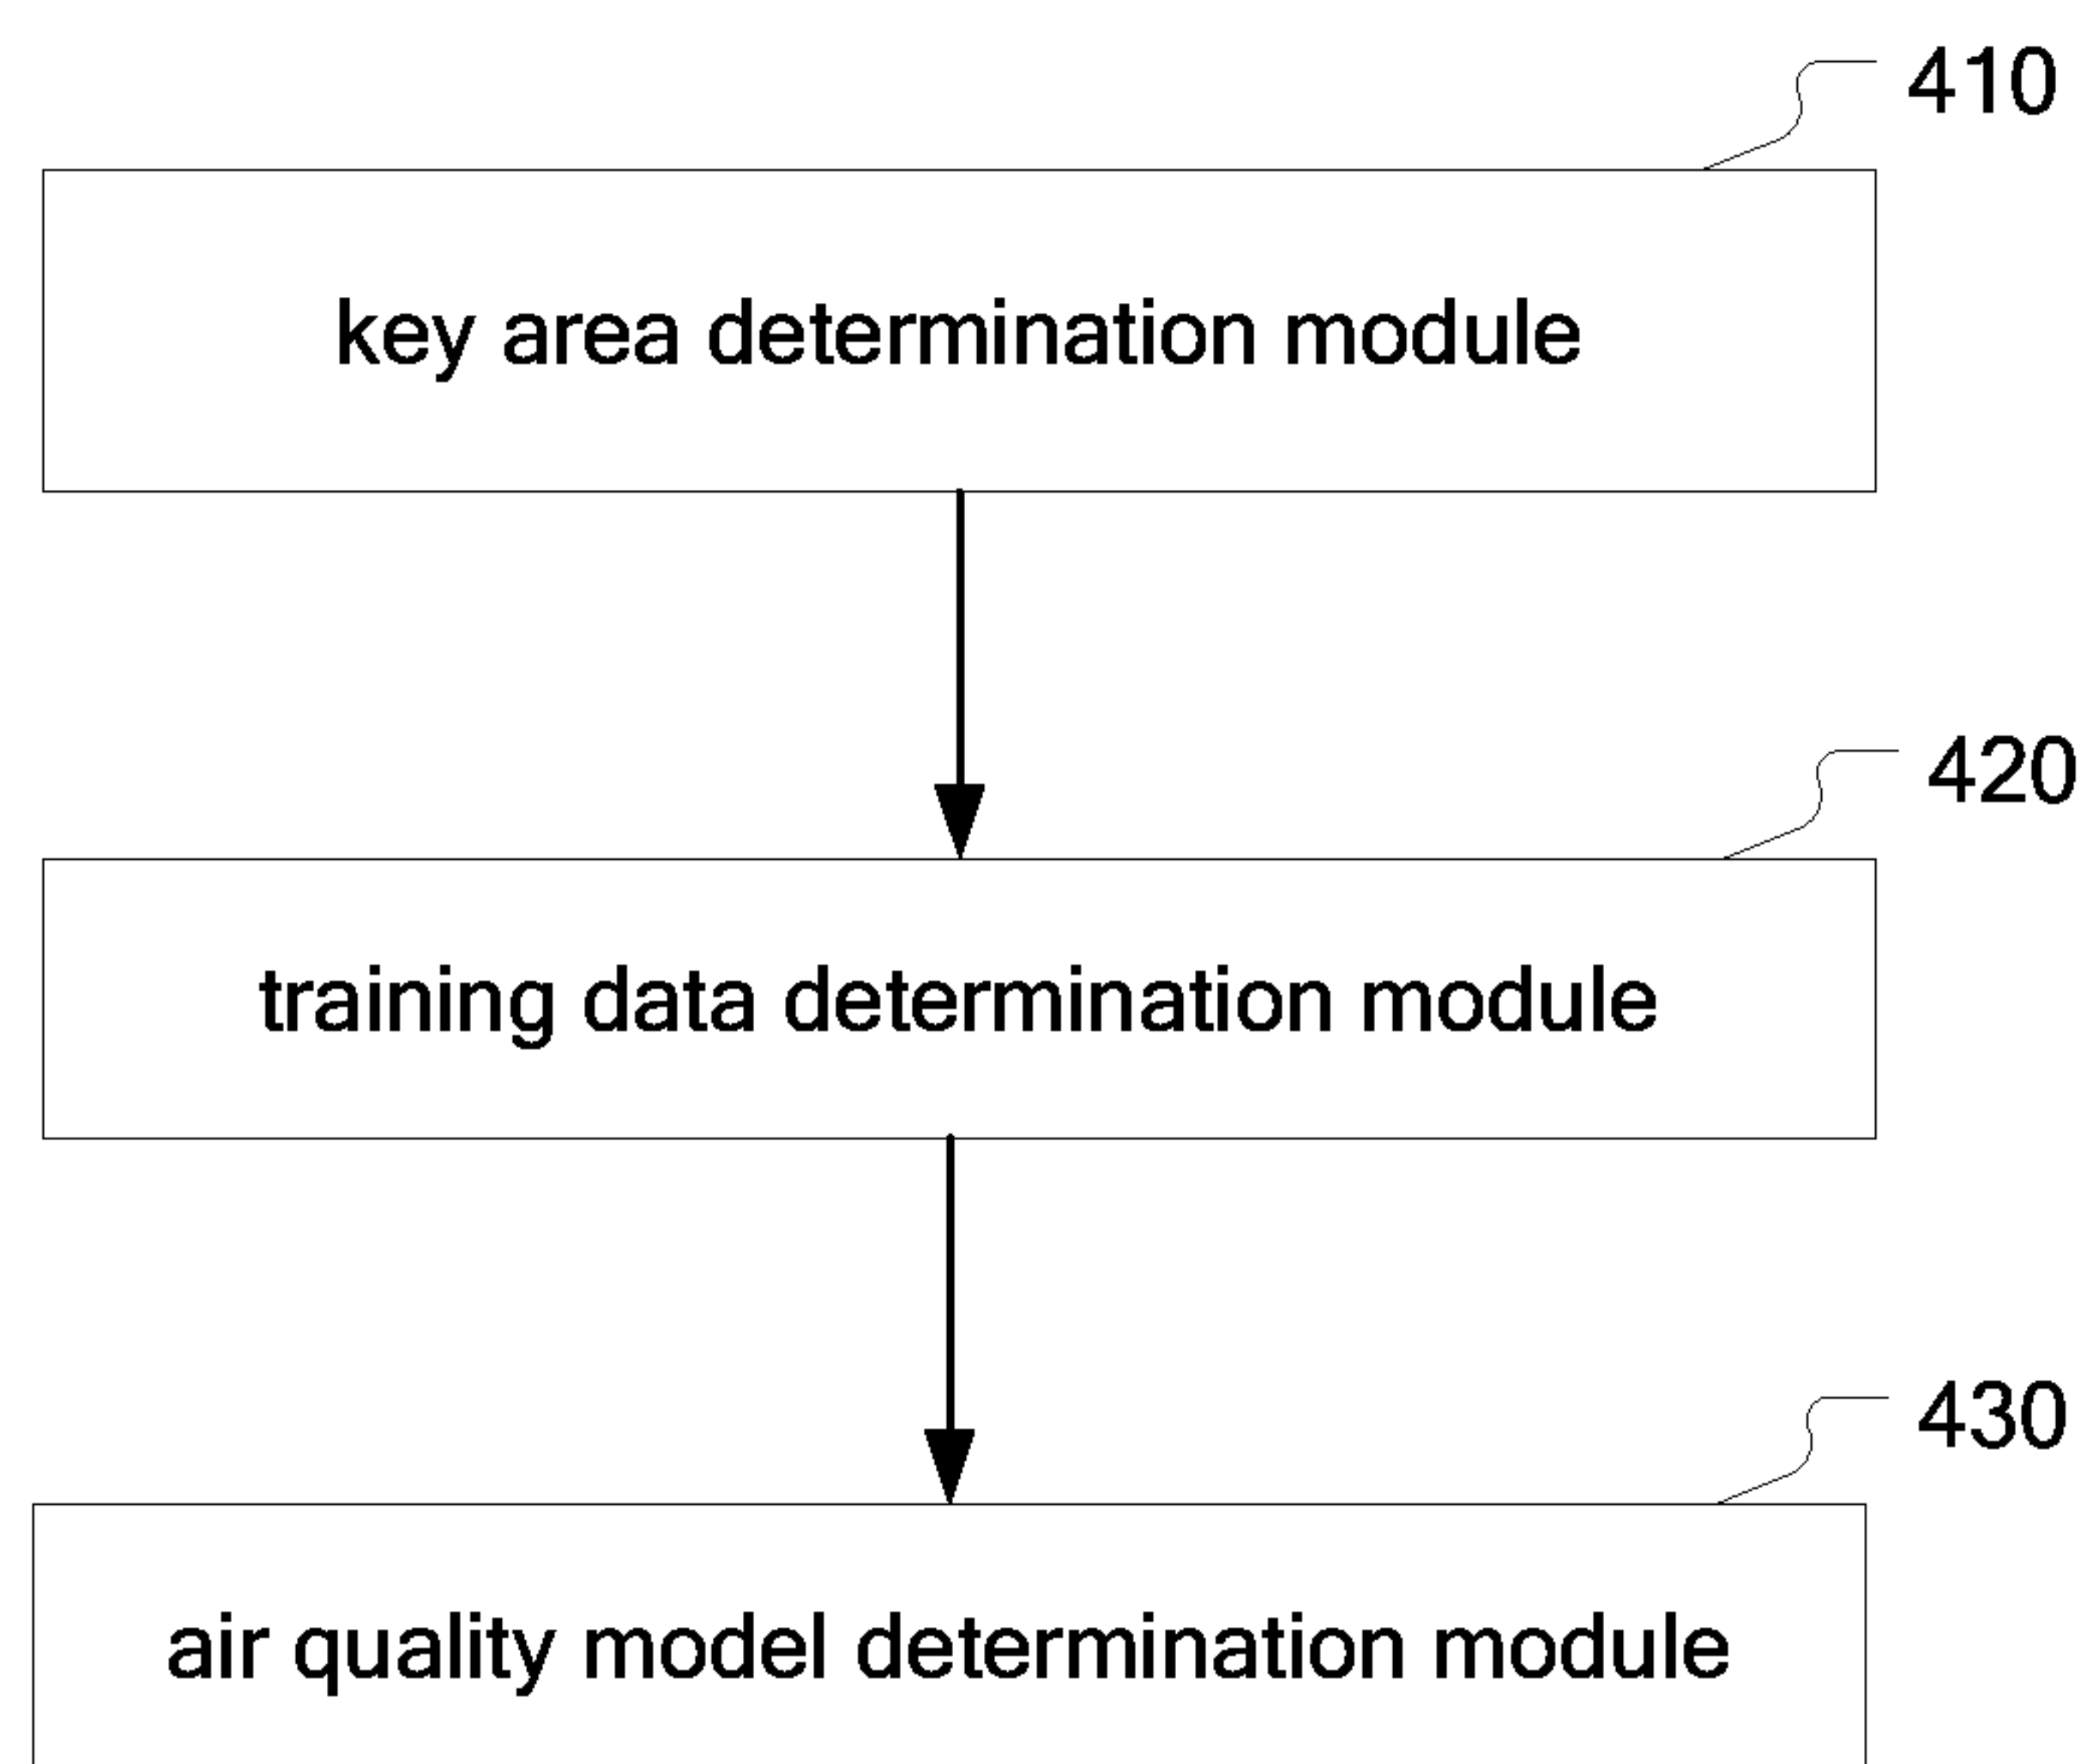 410
key area determination module
420
training data determination module
430
air quality model determination module